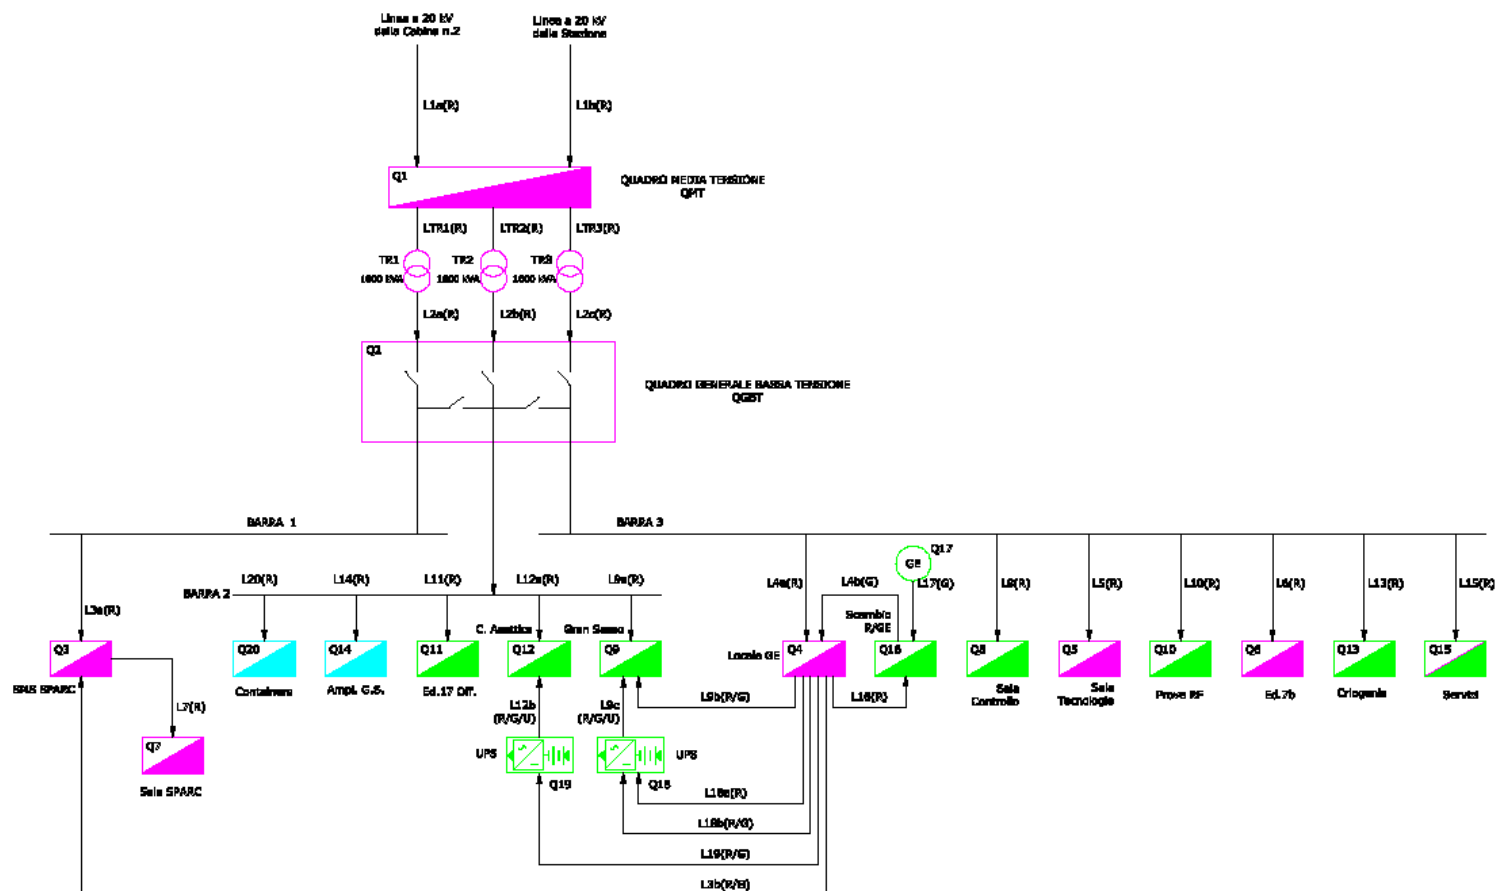 Linea a 20 kV
dalla Cabina n.2
Linea a 20 kV
dalla Stazione
L1a(R)
L1b(R)
Q1
QUADRO MEDIA TENSIONE
QMT
LTR1(R)
LTR2(R)
LTR3(R)
TR1
TR2
TR3
1600 kVA
1600 kVA
1600 kVA
L2a(R)
L2b(R)
L2c(R)
Q2
QUADRO GENERALE BASSA TENSIONE
QGBT
BARRA 1
BARRA 3
Q17
GE
L20(R)
L14(R)
L11(R)
L12a(R)
L9a(R)
L4a(R)
L4b(G)
L17(G)
L8(R)
L5(R)
L10(R)
L6(R)
L13(R)
L15(R)
BARRA 2
L3a(R)
Scambio
R/GE
C. Anettica
Gran Sasso
Q3
Q20
Q14
Q11
Q12
Q9
Locale GE
Q4
Q16
Q8
Q5
Q10
Q6
Q13
Q15
BNS SPARC
Containers
Ampl. G.S.
Ed.17 Off.
Sala
Controllo
Sala
Tecnologie
Prove RF
Ed.7b
Criogenia
Servizi
L7(R)
L12b
(R/G/U)
L9c
(R/G/U)
L9b(R/G)
L16(R)
Q7
UPS
UPS
Q19
Q18
Sala SPARC
L18a(R)
L18b(R/G)
L19(R/G)